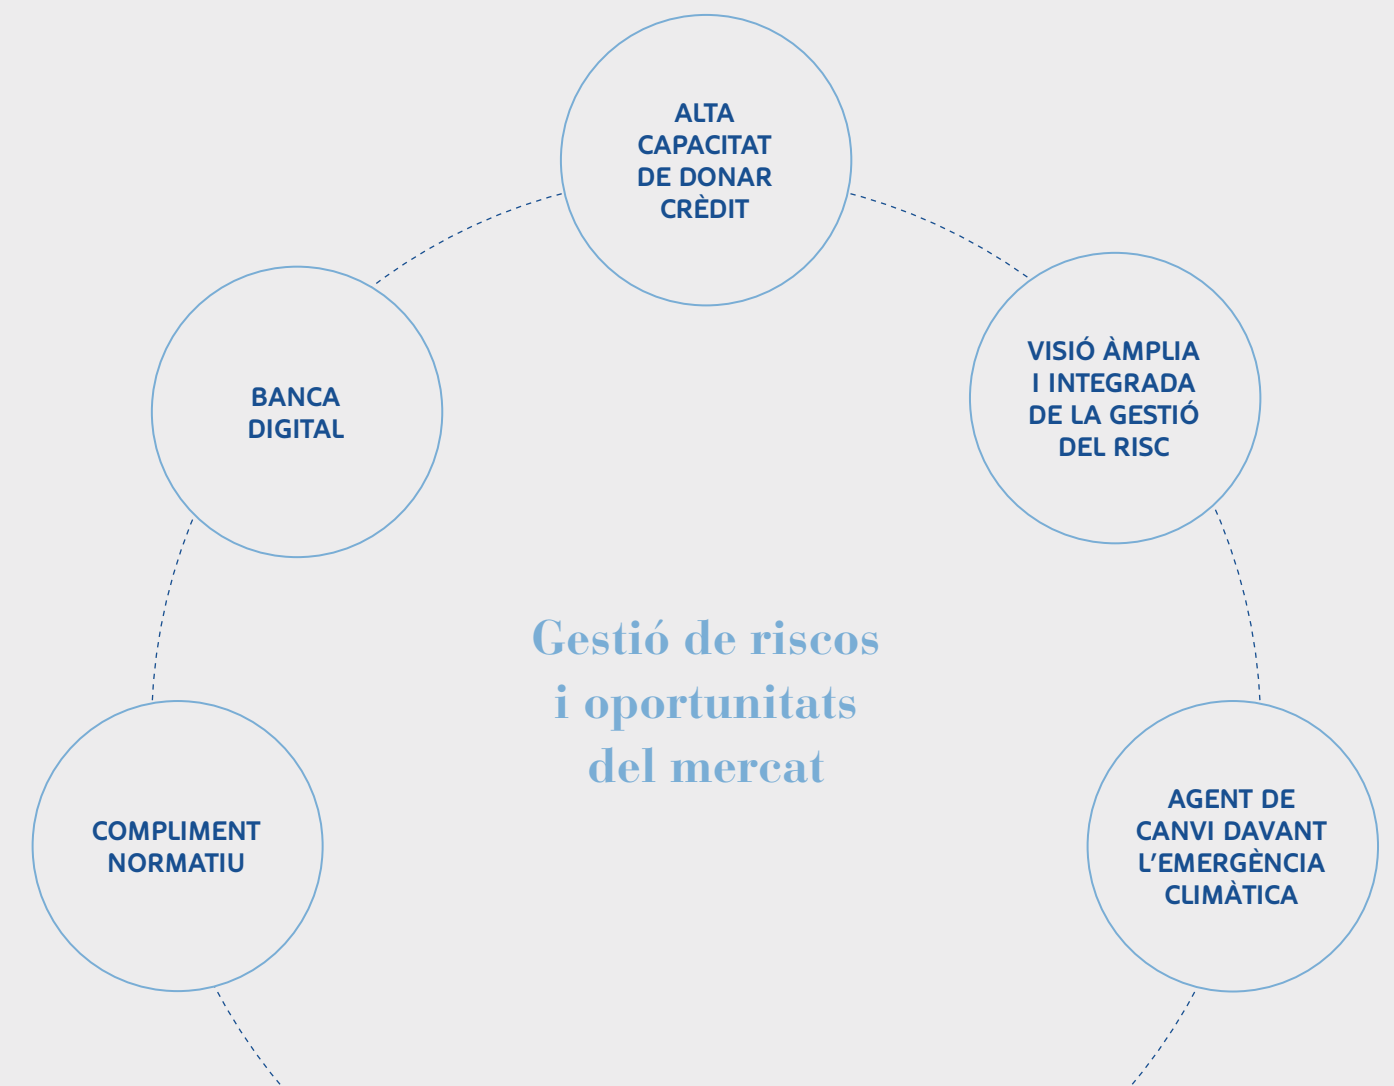 ALTA
CAPACITAT
DE DONAR
CRÈDIT
VISIÓ ÀMPLIA
I INTEGRADA
DE LA GESTIÓ
DEL RISC
BANCA
DIGITAL
Gestió de riscos
i oportunitats
del mercat
AGENT DE
CANVI DAVANT
L’EMERGÈNCIA
CLIMÀTICA
COMPLIMENT
NORMATIU